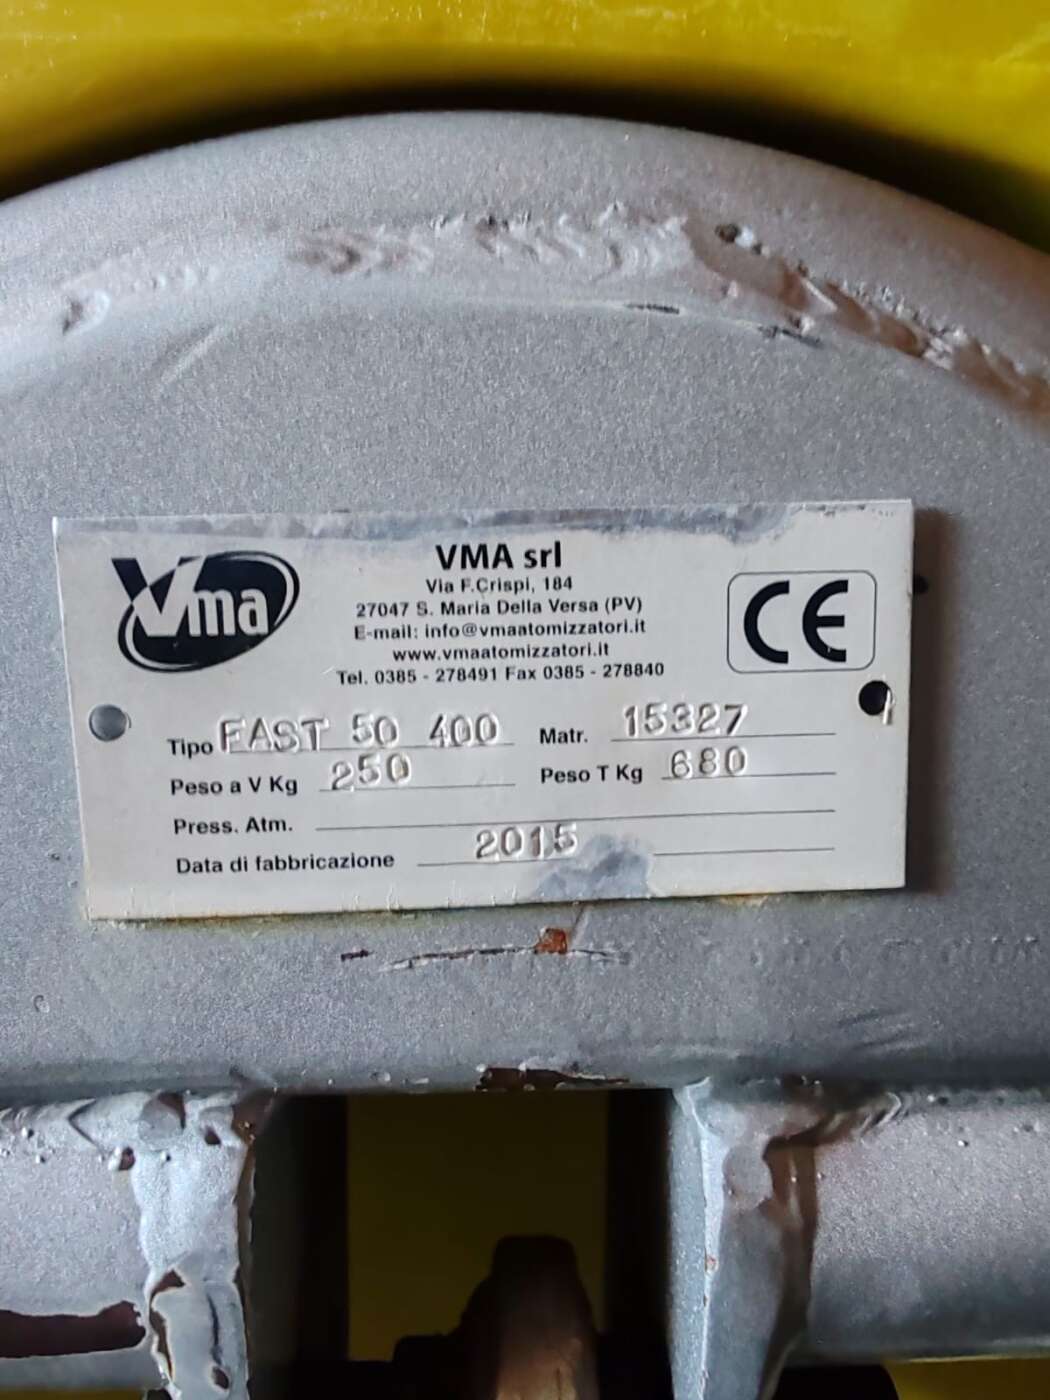 Vma
VMA srl
Via F.Crispi, 184
27047 S. Maria Della Versa (PV)
E-mail: info@vmaatomizzatori.it
www.vmaatomizzatori.it
Tel. 0385 - 278491 Fax 0385 - 278840
CE
Tipo FAST 50 400 Matr. 15327
Peso a V Kg 250 Peso T Kg 680
Press. Atm.
Data di fabbricazione 2015